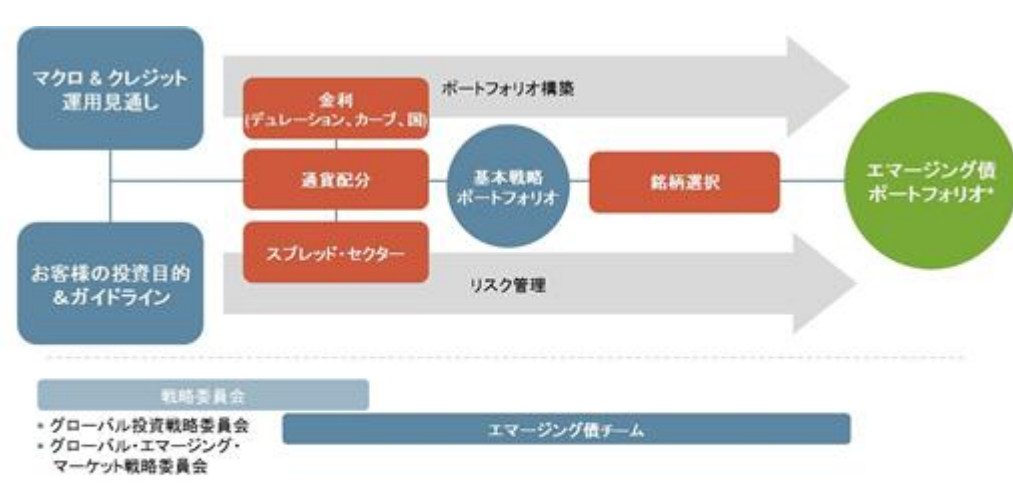 マクロ & クレジット
運用見通し
ポートフォリオ構築
金利
(デュレーション、カーブ、国)
通貨配分
基本戦略
ポートフォリオ
銘柄選択
エマージング債
ポートフォリオ*
スプレッド・セクター
お客様の投資目的
&ガイドライン
リスク管理
戦略委員会
• グローバル投資戦略委員会
• グローバル・エマージング・
マーケット戦略委員会
エマージング債チーム